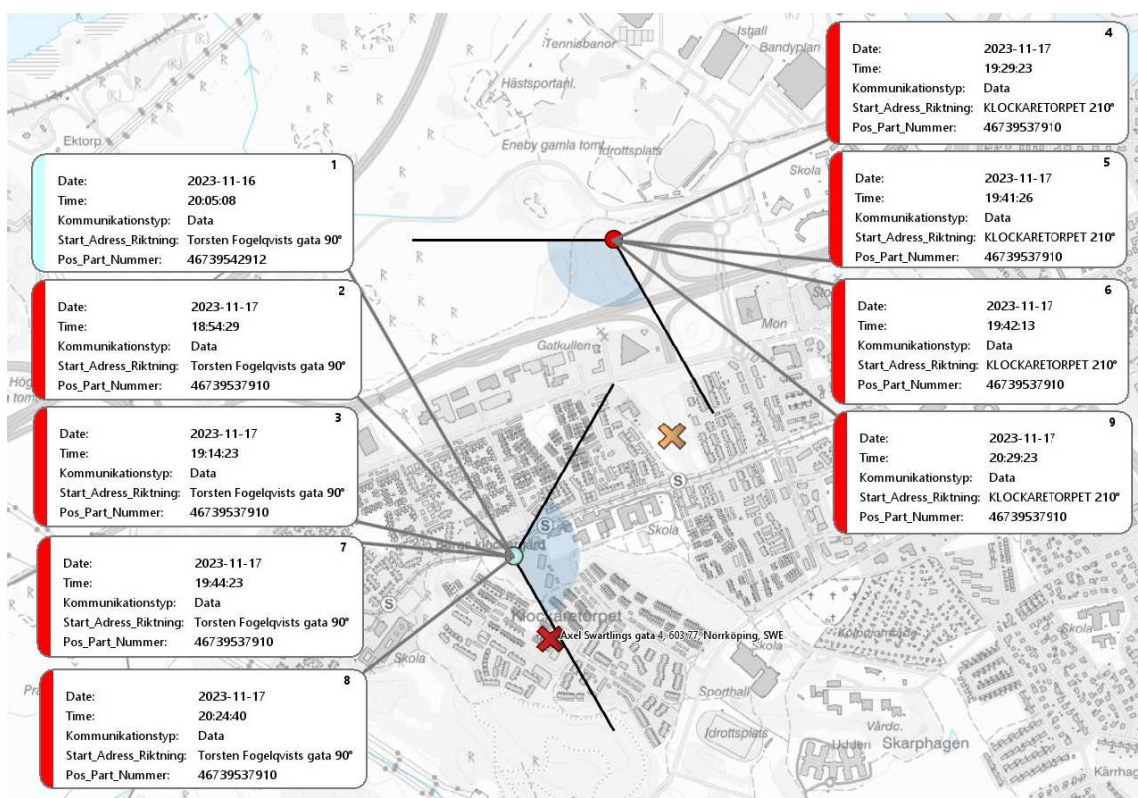 Ishall
Bandyplan
Tennisbanor
Hästsportanl.
Ektorp
Eneby gamla tomt
Idrottsplats
Skola
1
Date: 2023-11-16
Time: 20:05:08
Kommunikationstyp: Data
Start_Adress_Riktning: Torsten Fogelqvists gata 90°
Pos_Part_Nummer: 46739542912
2
Date: 2023-11-17
Time: 18:54:29
Kommunikationstyp: Data
Start_Adress_Riktning: Torsten Fogelqvists gata 90°
Pos_Part_Nummer: 46739537910
3
Date: 2023-11-17
Time: 19:14:23
Kommunikationstyp: Data
Start_Adress_Riktning: Torsten Fogelqvists gata 90°
Pos_Part_Nummer: 46739537910
7
Date: 2023-11-17
Time: 19:44:23
Kommunikationstyp: Data
Start_Adress_Riktning: Torsten Fogelqvists gata 90°
Pos_Part_Nummer: 46739537910
8
Date: 2023-11-17
Time: 20:24:40
Kommunikationstyp: Data
Start_Adress_Riktning: Torsten Fogelqvists gata 90°
Pos_Part_Nummer: 46739537910
4
Date: 2023-11-17
Time: 19:29:23
Kommunikationstyp: Data
Start_Adress_Riktning: KLOCKARETORPET 210°
Pos_Part_Nummer: 46739537910
5
Date: 2023-11-17
Time: 19:41:26
Kommunikationstyp: Data
Start_Adress_Riktning: KLOCKARETORPET 210°
Pos_Part_Nummer: 46739537910
6
Date: 2023-11-17
Time: 19:42:13
Kommunikationstyp: Data
Start_Adress_Riktning: KLOCKARETORPET 210°
Pos_Part_Nummer: 46739537910
9
Date: 2023-11-17
Time: 20:29:23
Kommunikationstyp: Data
Start_Adress_Riktning: KLOCKARETORPET 210°
Pos_Part_Nummer: 46739537910
Mon
Gatkullen
S
S
Skola
S
Klockaretorpet
Axel Swartlings gata 4, 603 77, Norrköping, SWE
Skola
Skola
Skola
Sporthall
Idrottsplats
Vårdc.
Udden
Skarphagen